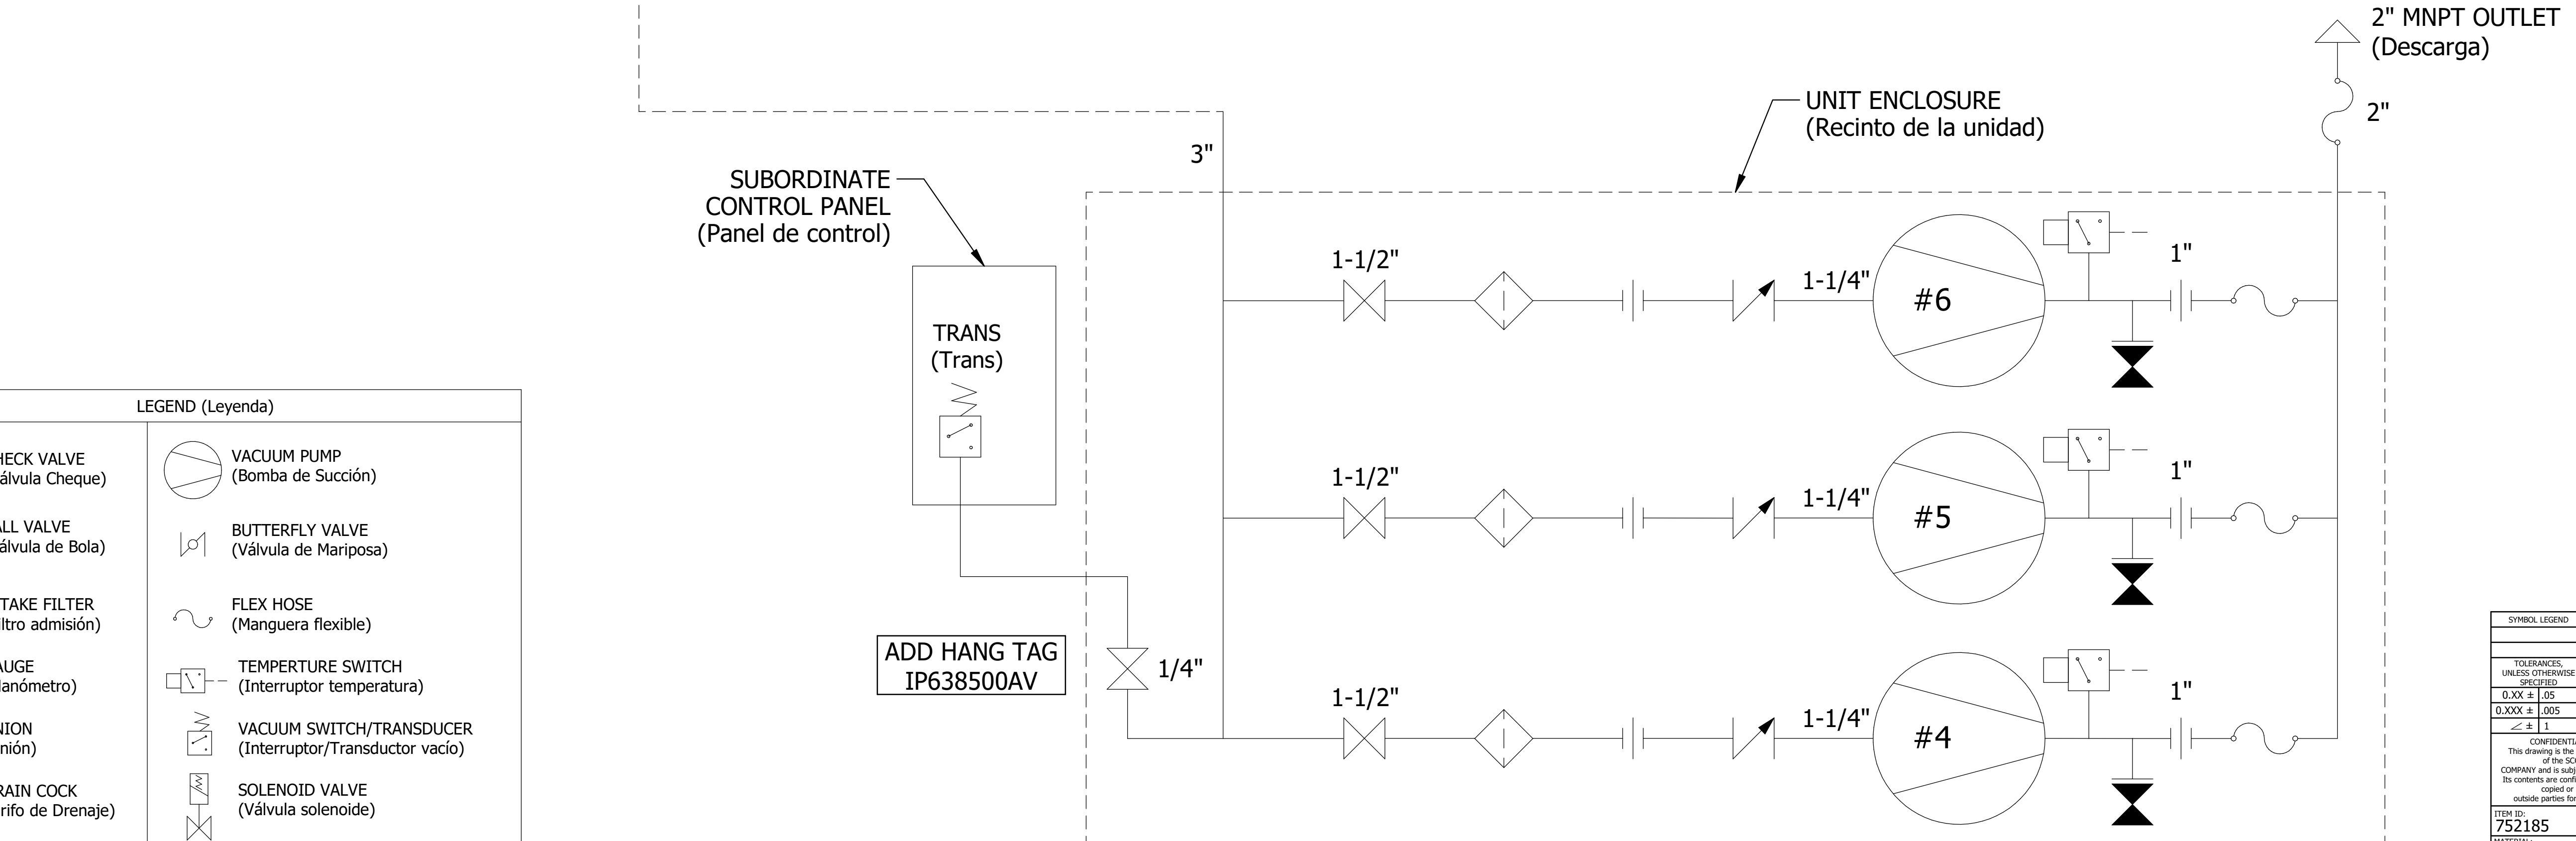 2" MNPT OUTLET
(Descarga)
2"
UNIT ENCLOSURE
(Recinto de la unidad)
3"
SUBORDINATE
CONTROL PANEL
(Panel de control)
TRANS
(Trans)
1-1/2"
1-1/4"
#6
1"
1-1/2"
1-1/4"
#5
1"
1-1/2"
1-1/4"
#4
1"
ADD HANG TAG
IP638500AV
1/4"
LEGEND (Leyenda)
HECK VALVE
álvula Cheque)
ALL VALVE
álvula de Bola)
TAKE FILTER
iltro admisión)
AUGE
anómetro)
NION
nión)
RAIN COCK
rifo de Drenaje)
VACUUM PUMP
(Bomba de Succión)
BUTTERFLY VALVE
(Válvula de Mariposa)
FLEX HOSE
(Manguera flexible)
TEMPERTURE SWITCH
(Interruptor temperatura)
VACUUM SWITCH/TRANSDUCER
(Interruptor/Transductor vacío)
SOLENOID VALVE
(Válvula solenoide)
SYMBOL LEGEND
TOLERANCES,
UNLESS OTHERWISE
SPECIFIED
0.XX ± .05
0.XXX ± .005
∠ ± 1
CONFIDENTI
This drawing is the
of the SC
COMPANY and is subj
Its contents are conf
copied or
outside parties for
ITEM ID:
752185
MATERIAL: